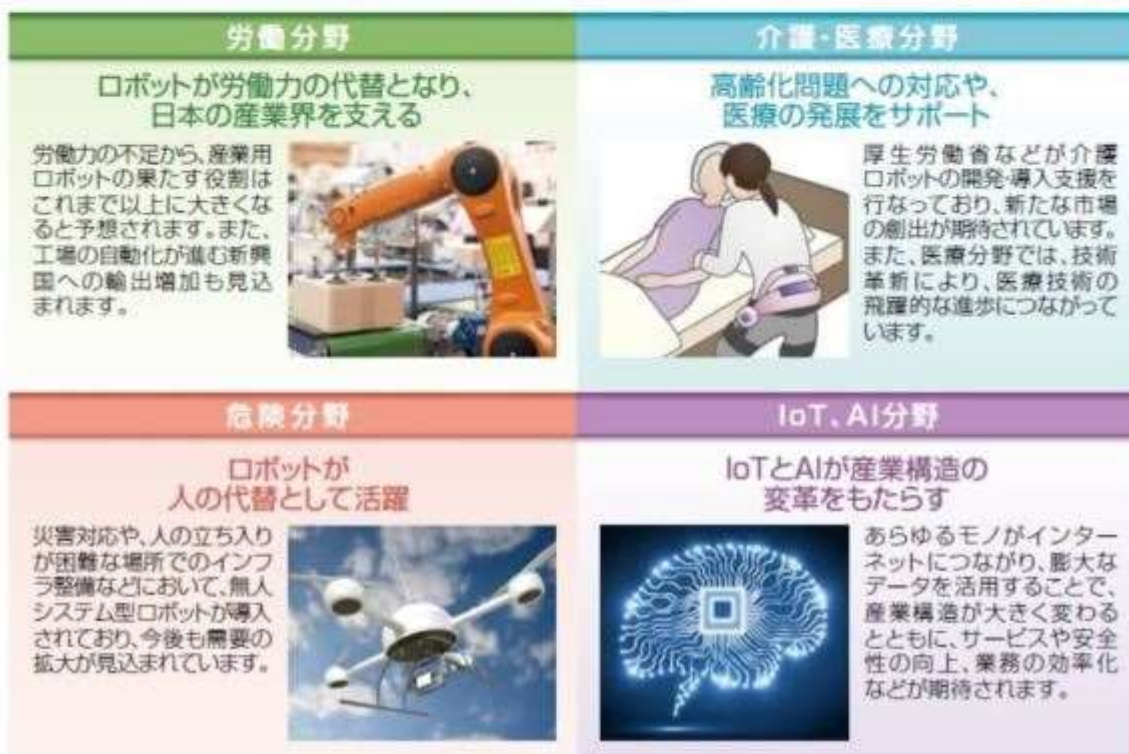 労働分野
ロボットが労働力の代替となり、
日本の産業界を支える
労働力の不足から、産業用
ロボットの果たす役割は
これまで以上に大きくな
ると予想されます。また、
工場の自動化が進む新興
国への輸出増加も見込
まれます。
介護・医療分野
高齢化問題への対応や、
医療の発展をサポート
厚生労働省などが介護
ロボットの開発・導入支援を
行なっており、新たな市場
の創出が期待されています。
また、医療分野では、技術
革新により、医療技術の
飛躍的な進歩につながって
います。
危険分野
ロボットが
人の代替として活躍
災害対応や、人の立ち入り
が困難な場所でのインフ
ラ整備などにおいて、無人
システム型ロボットが導入
されており、今後も需要の
拡大が見込まれています。
IoT、AI分野
IoTとAIが産業構造の
変革をもたらす
あらゆるモノがインター
ネットにつながり、膨大な
データを活用することで、
産業構造が大きく変わる
とともに、サービスや安全
性の向上、業務の効率化
などが期待されます。